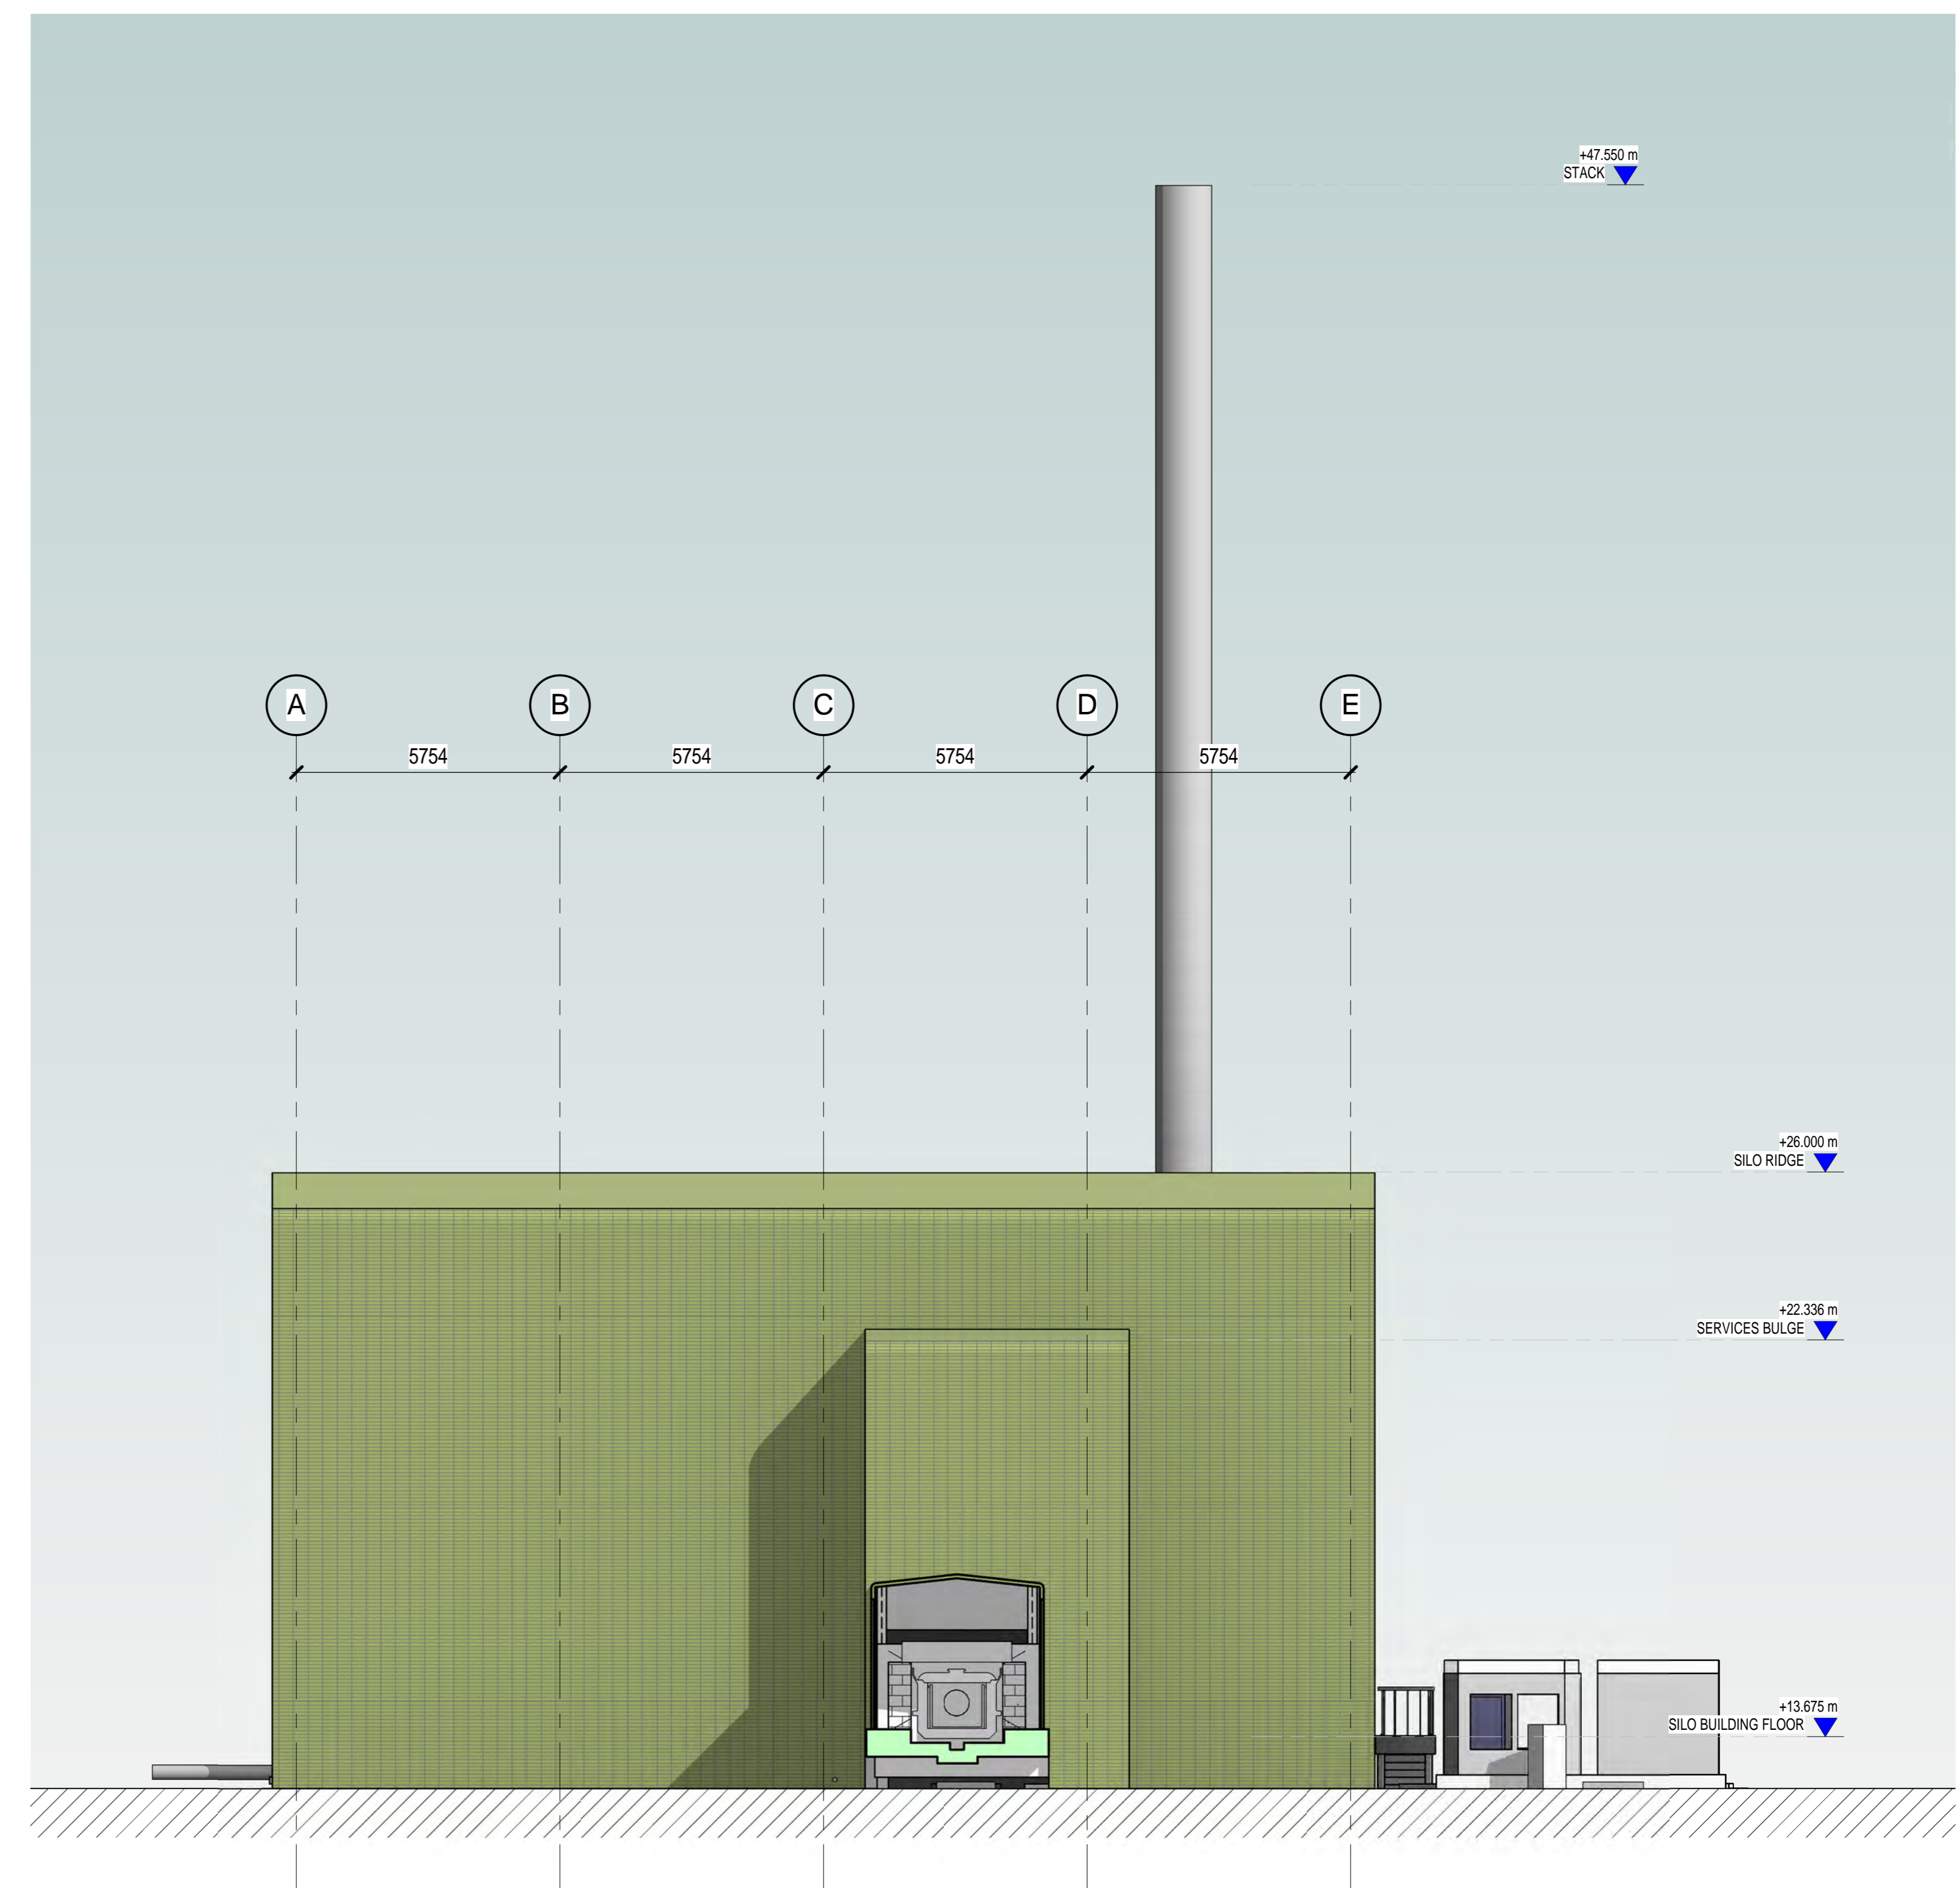 +47.550 m
STACK
A
B
C
D
E
5754
5754
5754
5754
+26.000 m
SILO RIDGE
+22.336 m
SERVICES BULGE
+13.675 m
SILO BUILDING FLOOR